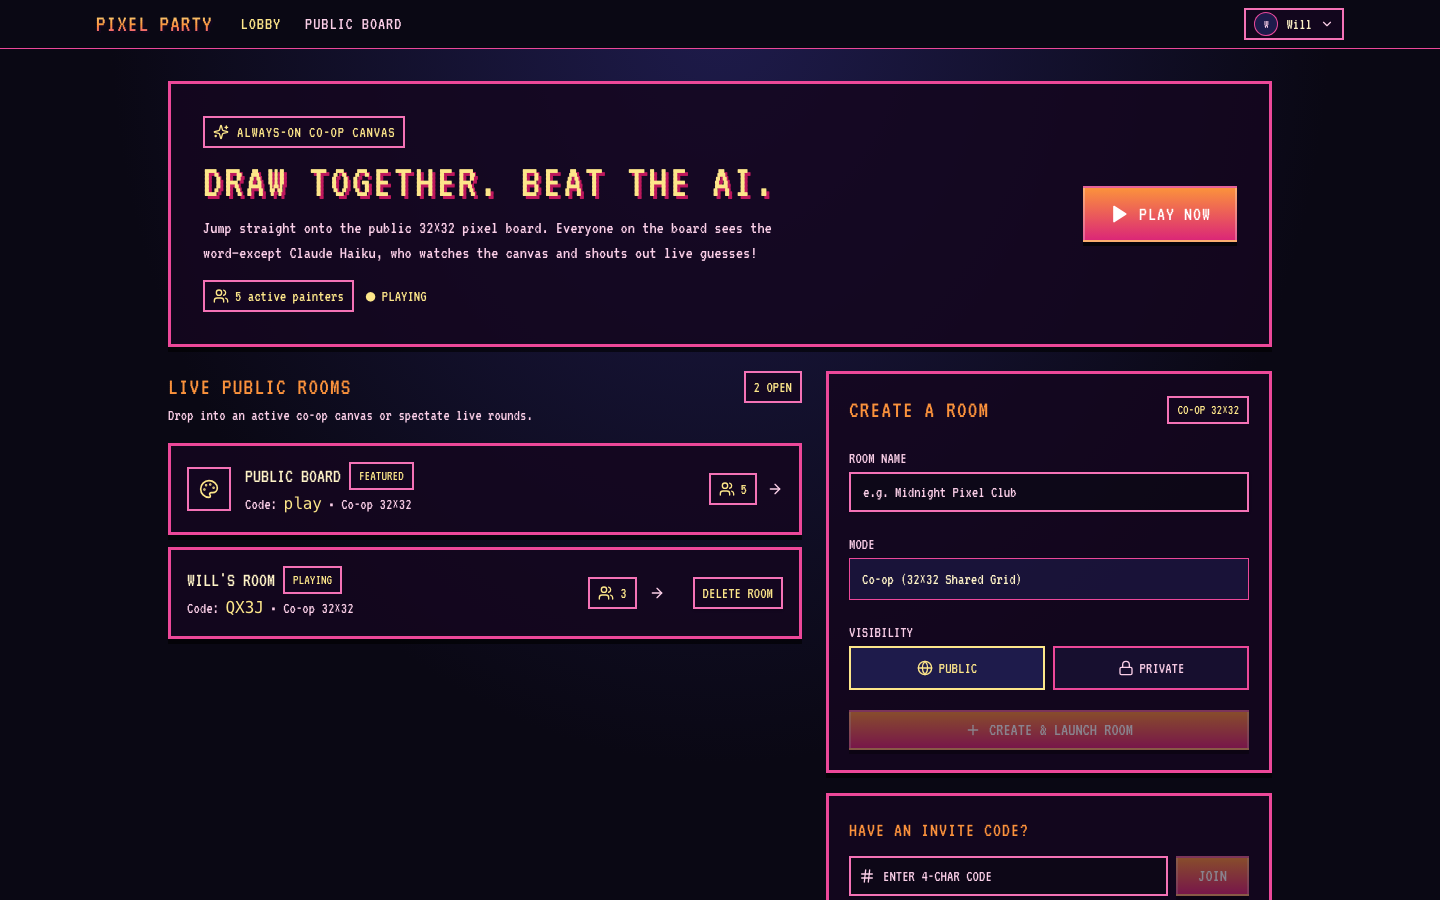 PIXEL PARTY
LOBBY
PUBLIC BOARD
W
Will
ALWAYS-ON CO-OP CANVAS
DRAW TOGETHER. BEAT THE AI.
Jump straight onto the public 32X32 pixel board. Everyone on the board sees the
word—except Claude Haiku, who watches the canvas and shouts out live guesses!
PLAY NOW
5 active painters
PLAYING
LIVE PUBLIC ROOMS
2 OPEN
Drop into an active co-op canvas or spectate live rounds.
PUBLIC BOARD
FEATURED
Code: play • Co-op 32X32
5
WILL'S ROOM
PLAYING
Code: QX3J • Co-op 32X32
3
DELETE ROOM
CREATE A ROOM
CO-OP 32X32
ROOM NAME
e.g. Midnight Pixel Club
MODE
Co-op (32X32 Shared Grid)
VISIBILITY
PUBLIC
PRIVATE
CREATE & LAUNCH ROOM
HAVE AN INVITE CODE?
ENTER 4-CHAR CODE
JOIN